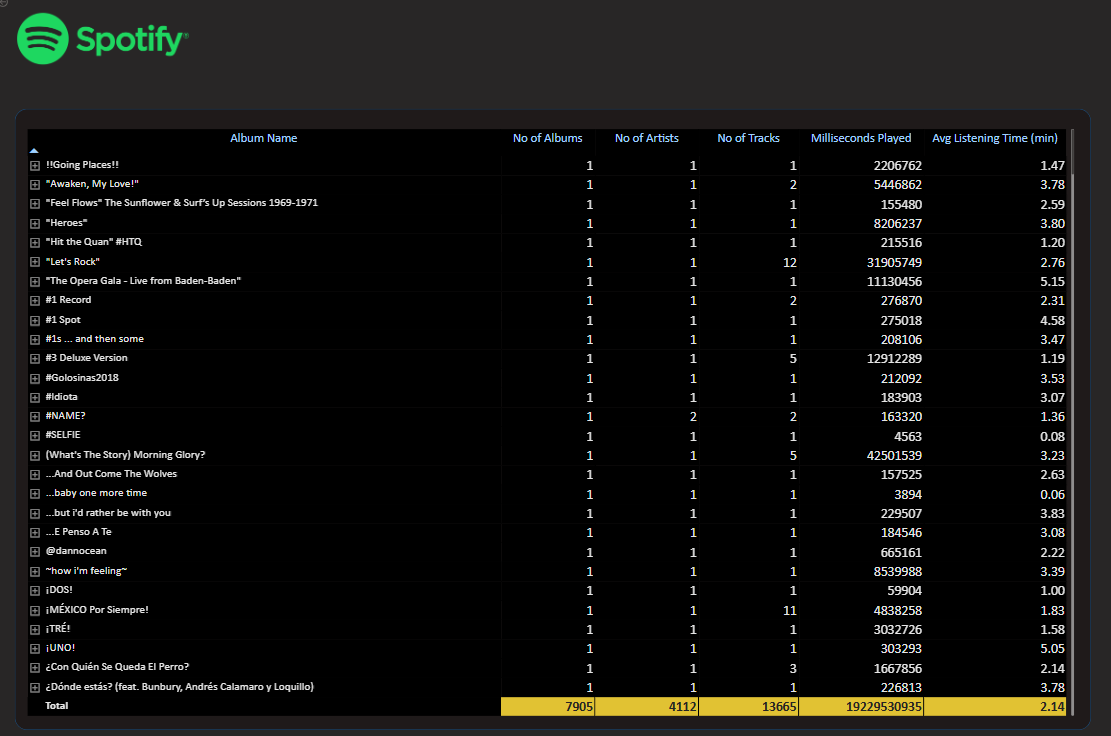 Spotify®
Album Name No of Albums No of Artists No of Tracks Milliseconds Played Avg Listening Time (min)
!!Going Places!! 1 1 1 2206762 1.47
"Awaken, My Love!" 1 1 2 5446862 3.78
"Feel Flows" The Sunflower & Surf's Up Sessions 1969-1971 1 1 1 155480 2.59
"Heroes" 1 1 1 8206237 3.80
"Hit the Quan" #HTQ 1 1 1 215516 1.20
"Let's Rock" 1 1 12 31905749 2.76
"The Opera Gala - Live from Baden-Baden" 1 1 1 11130456 5.15
#1 Record 1 1 2 276870 2.31
#1 Spot 1 1 1 275018 4.58
#1s ... and then some 1 1 1 208106 3.47
#3 Deluxe Version 1 1 5 12912289 1.19
#Golosinas2018 1 1 1 212092 3.53
#Idiota 1 1 1 183903 3.07
#NAME? 1 2 2 163320 1.36
#SELFIE 1 1 1 4563 0.08
(What's The Story) Morning Glory? 1 1 5 42501539 3.23
...And Out Come The Wolves 1 1 1 157525 2.63
...baby one more time 1 1 1 3894 0.06
...but i'd rather be with you 1 1 1 229507 3.83
...E Penso A Te 1 1 1 184546 3.08
@dannocean 1 1 1 665161 2.22
~how i'm feeling~ 1 1 1 8539988 3.39
¡DOS! 1 1 1 59904 1.00
¡MÉXICO Por Siempre! 1 1 11 4838258 1.83
¡TRÉ! 1 1 1 3032726 1.58
¡UNO! 1 1 1 303293 5.05
¿Con Quién Se Queda El Perro? 1 1 3 1667856 2.14
¿Dónde estás? (feat. Bunbury, Andrés Calamaro y Loquillo) 1 1 1 226813 3.78
Total 7905 4112 13665 19229530935 2.14